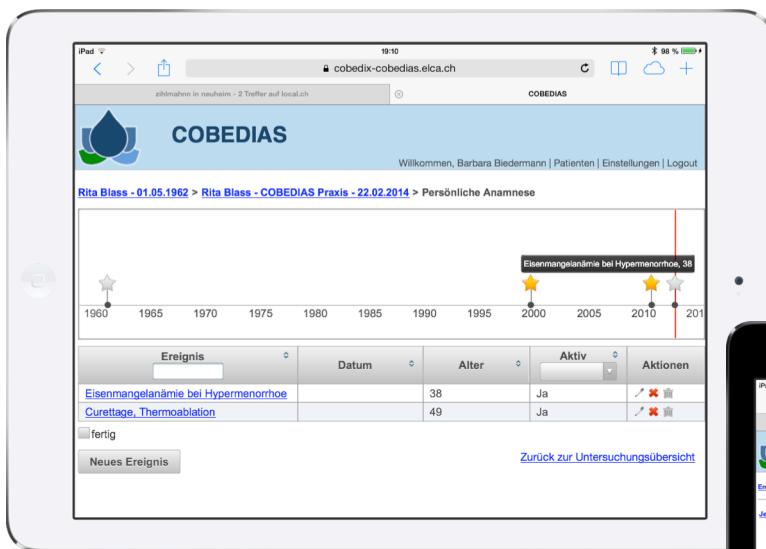 iPad 19:10 98 %
cobedix-cobedias.elca.ch
zihlmahnn in neuheim - 2 Treffer auf local.ch COBEDIAS
COBEDIAS
Willkommen, Barbara Biedermann | Patienten | Einstellungen | Logout
Rita Blass - 01.05.1962 > Rita Blass - COBEDIAS Praxis - 22.02.2014 > Persönliche Anamnese
Eisenmangelanämie bei Hypermenorrhoe, 38
1960 1965 1970 1975 1980 1985 1990 1995 2000 2005 2010 201
Ereignis Datum Alter Aktiv Aktionen
Eisenmangelanämie bei Hypermenorrhoe 38 Ja
Curettage, Thermoablation 49 Ja
fertig
Neues Ereignis Zurück zur Untersuchungsübersicht